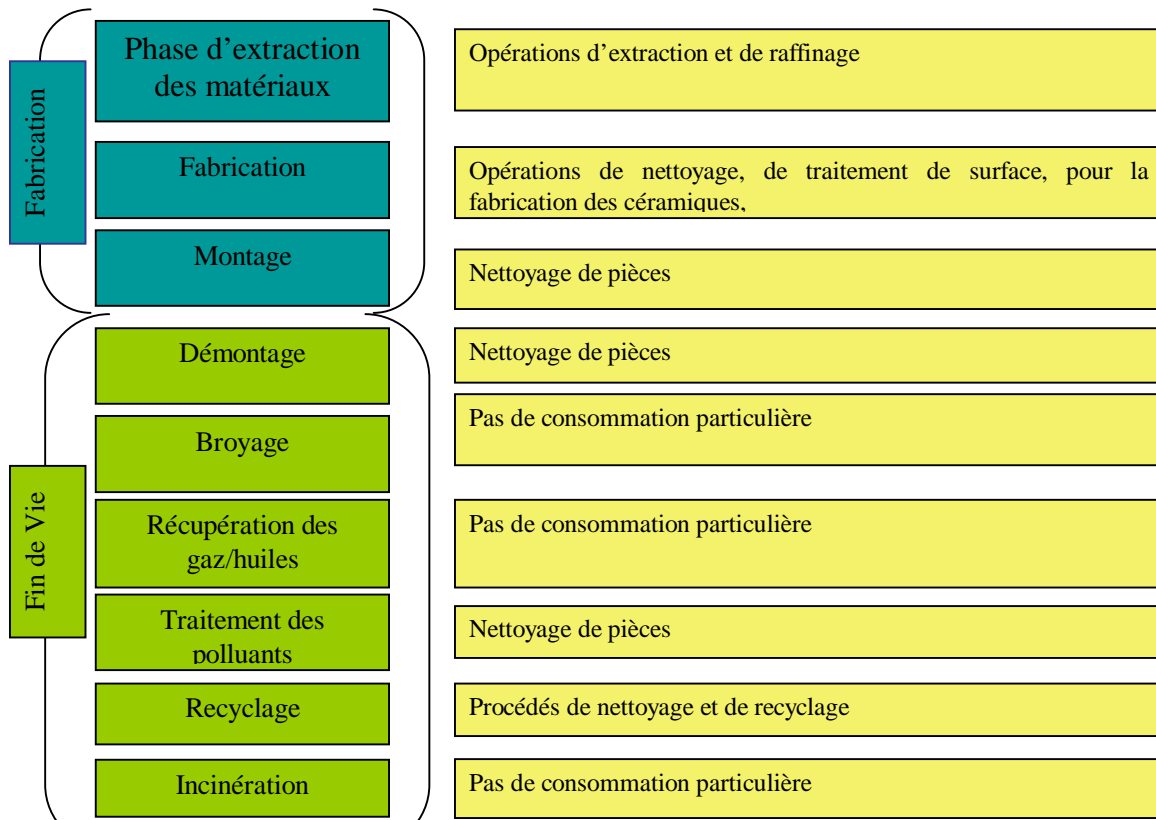 Fabrication
Phase d’extraction
des matériaux
Opérations d’extraction et de raffinage
Fabrication
Opérations de nettoyage, de traitement de surface, pour la
fabrication des céramiques,
Montage
Nettoyage de pièces
Fin de Vie
Démontage
Nettoyage de pièces
Broyage
Pas de consommation particulière
Récupération des
gaz/huiles
Pas de consommation particulière
Traitement des
polluants
Nettoyage de pièces
Recyclage
Procédés de nettoyage et de recyclage
Incinération
Pas de consommation particulière